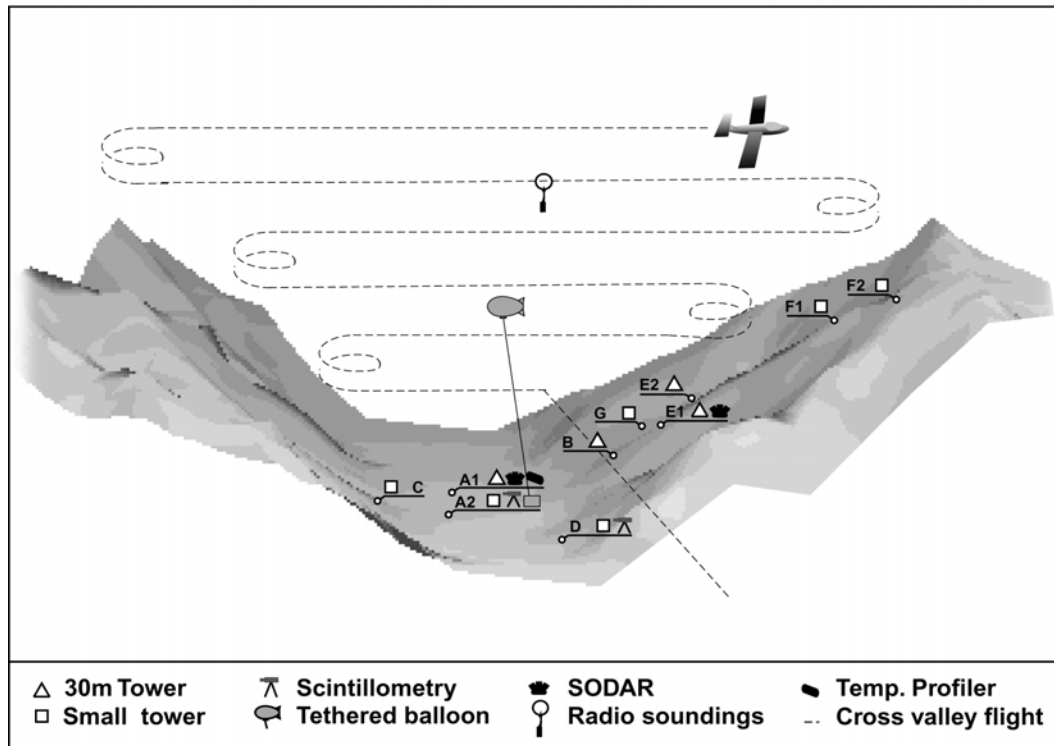 F2
F1
E2
G
E1
B
A1
C
A2
D
30m Tower
Scintillometry
SODAR
Temp. Profiler
Small tower
Tethered balloon
Radio soundings
Cross valley flight